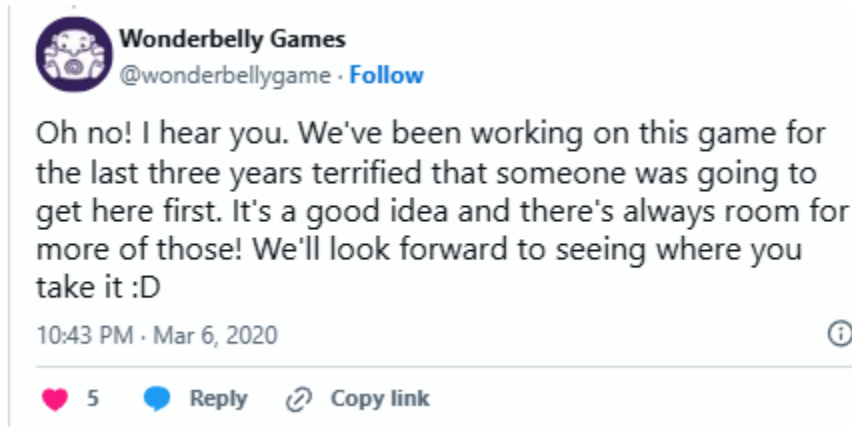 Wonderbelly Games
@wonderbellygame · Follow
Oh no! I hear you. We've been working on this game for
the last three years terrified that someone was going to
get here first. It's a good idea and there's always room for
more of those! We'll look forward to seeing where you
take it :D
10:43 PM · Mar 6, 2020
5 Reply Copy link